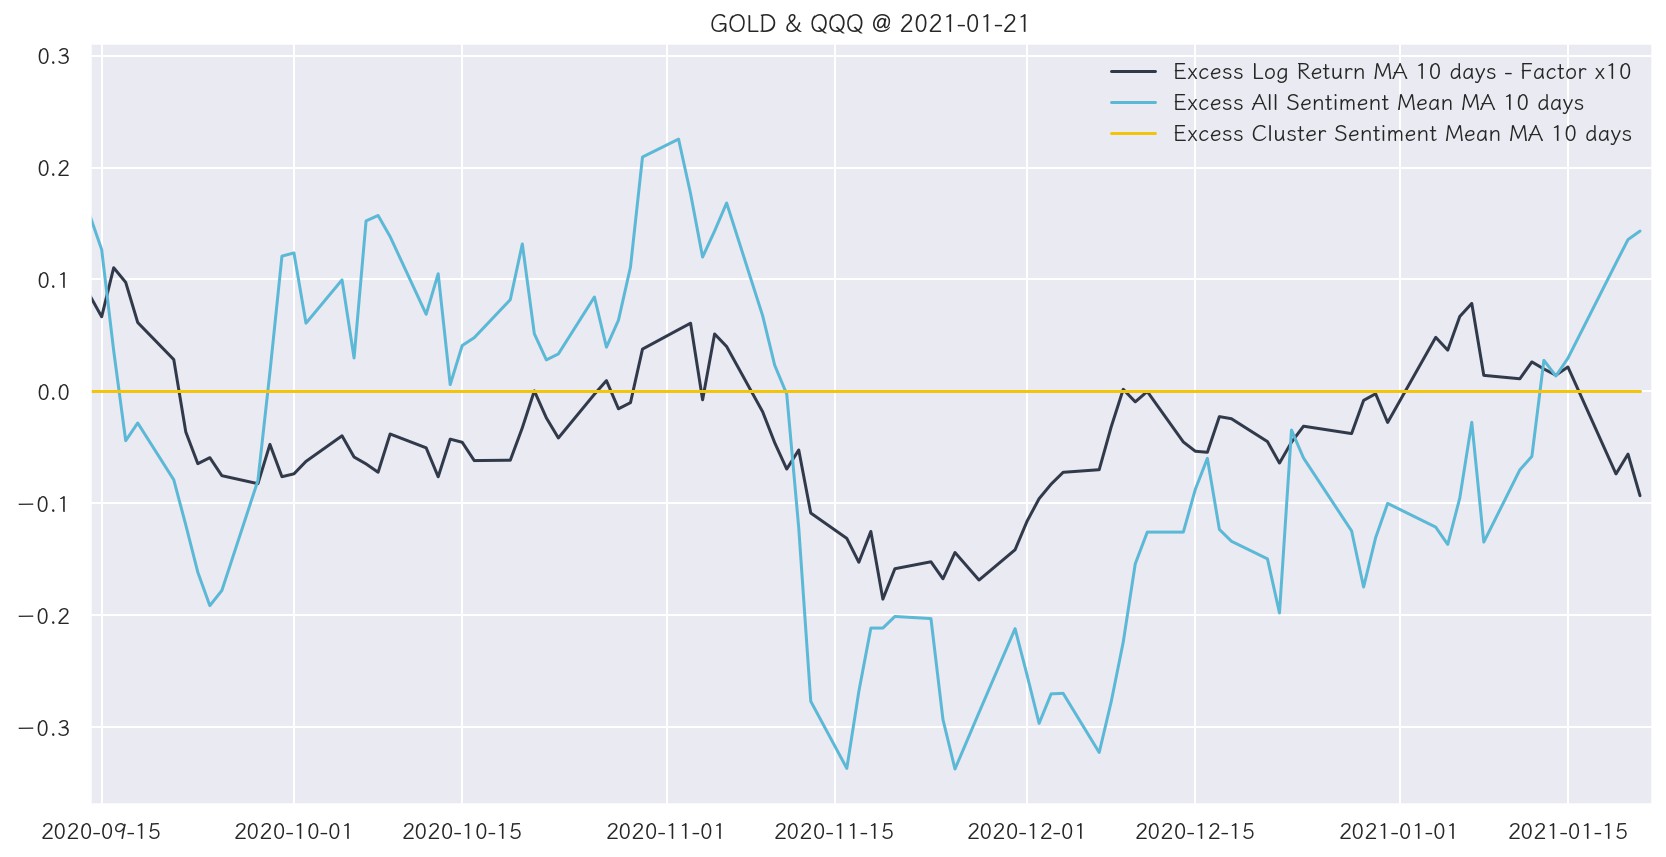 GOLD & QQQ @ 2021-01-21
0.3
0.2
0.1
0.0
−0.1
−0.2
−0.3
Excess Log Return MA 10 days - Factor x10
Excess All Sentiment Mean MA 10 days
Excess Cluster Sentiment Mean MA 10 days
2020-09-15 2020-10-01 2020-10-15 2020-11-01 2020-11-15 2020-12-01 2020-12-15 2021-01-01 2021-01-15